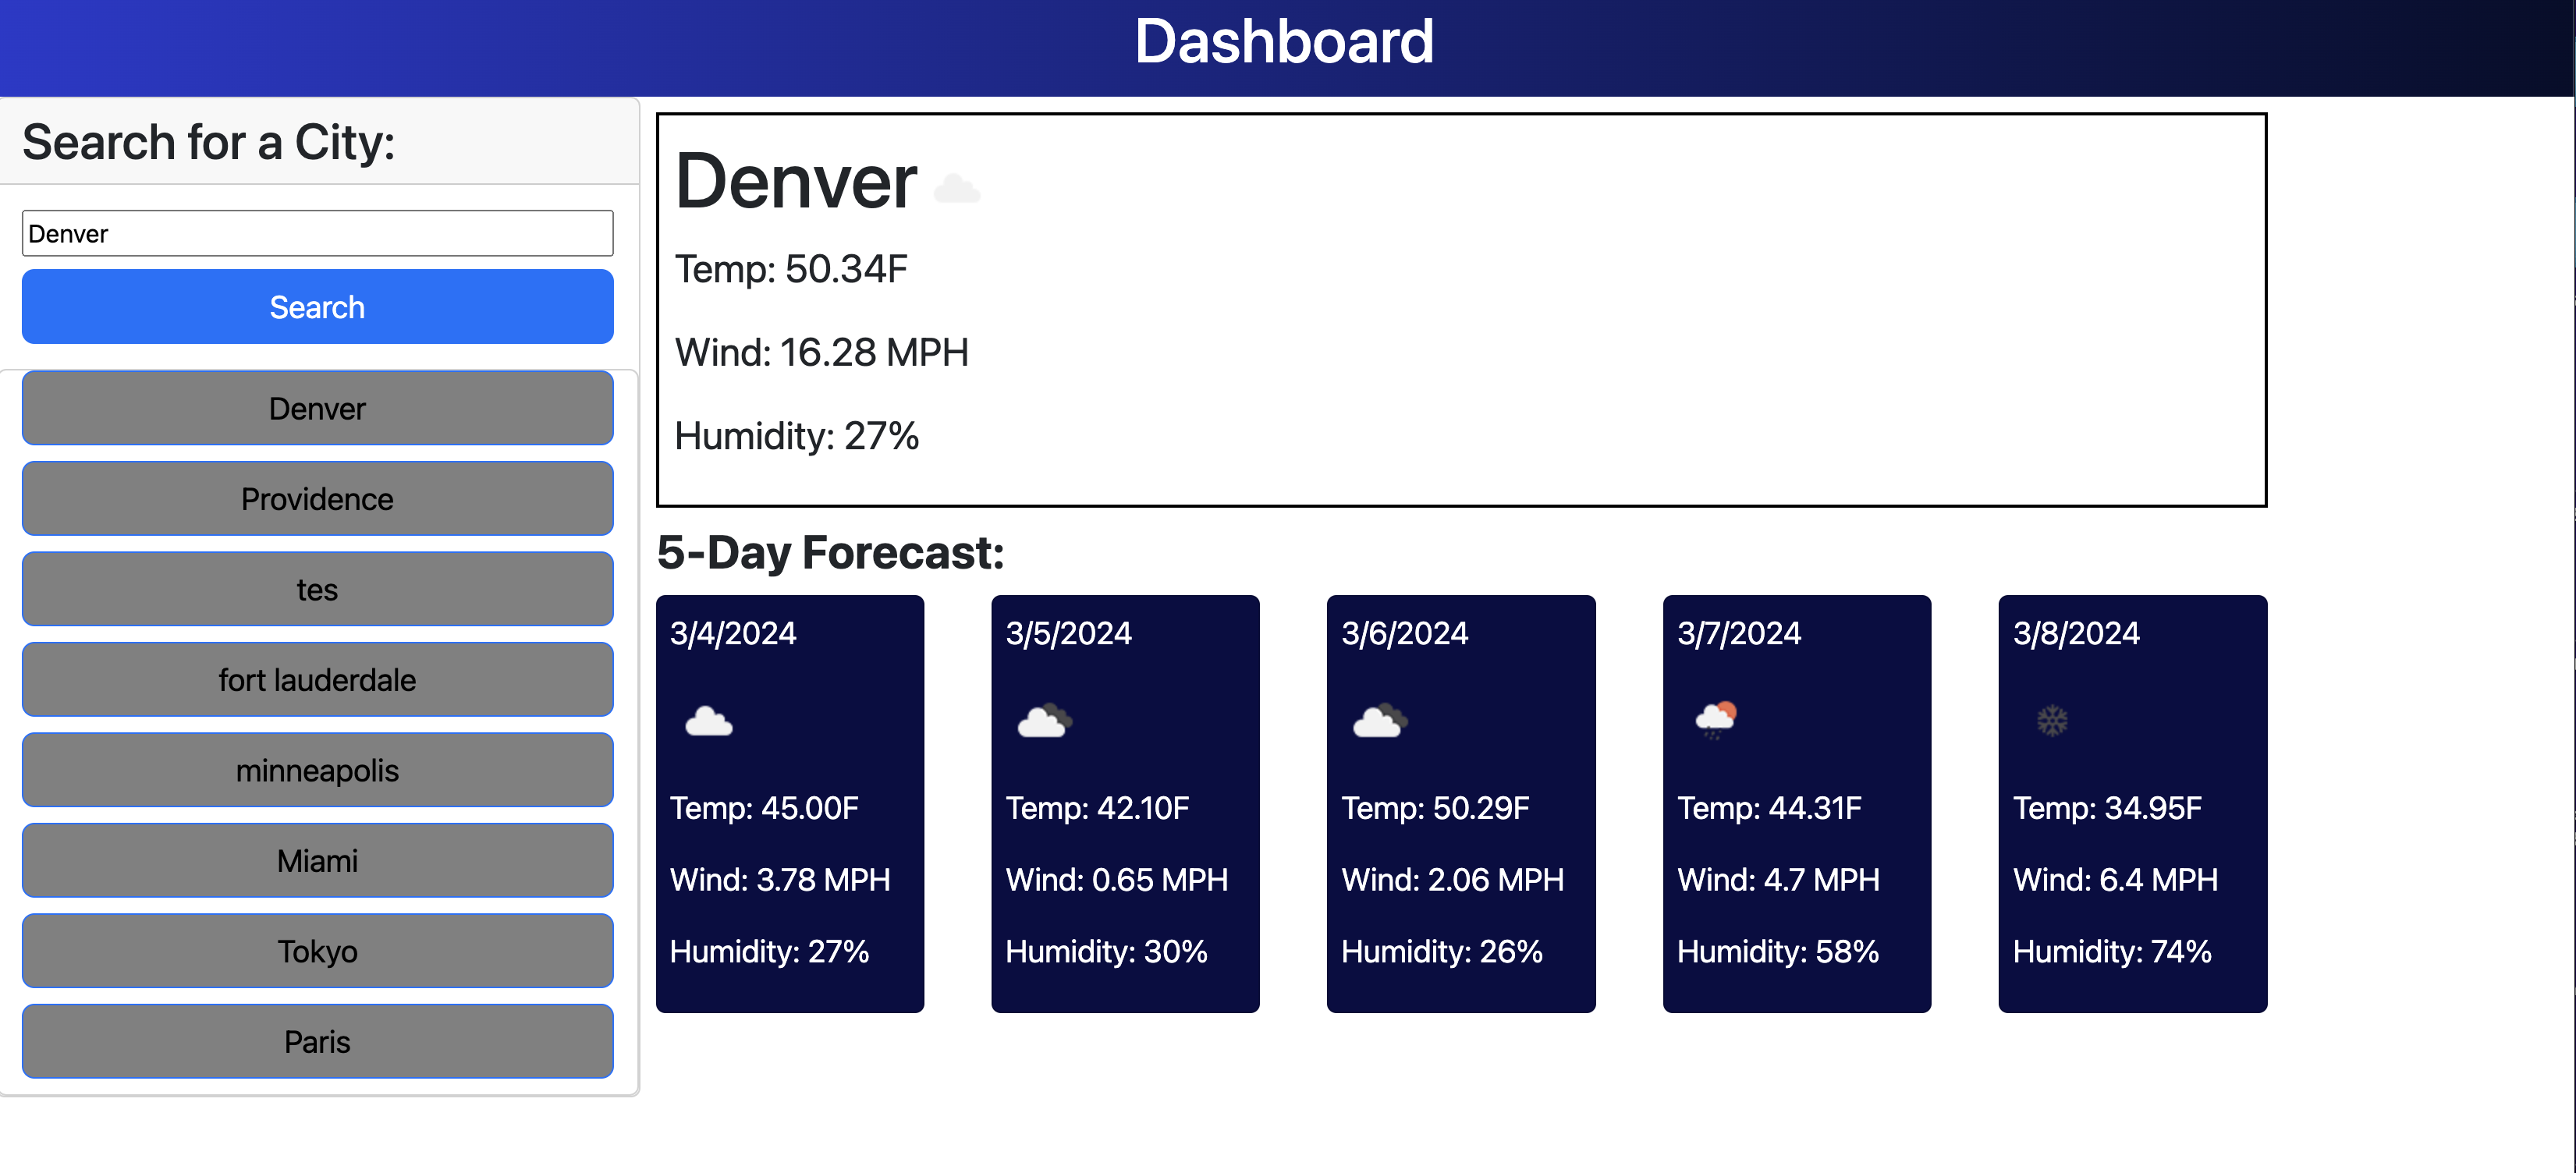 Dashboard
Search for a City:
Denver
Search
Denver
Providence
tes
fort lauderdale
minneapolis
Miami
Tokyo
Paris
Denver
Temp: 50.34F
Wind: 16.28 MPH
Humidity: 27%
5-Day Forecast:
3/4/2024
Temp: 45.00F
Wind: 3.78 MPH
Humidity: 27%
3/5/2024
Temp: 42.10F
Wind: 0.65 MPH
Humidity: 30%
3/6/2024
Temp: 50.29F
Wind: 2.06 MPH
Humidity: 26%
3/7/2024
Temp: 44.31F
Wind: 4.7 MPH
Humidity: 58%
3/8/2024
Temp: 34.95F
Wind: 6.4 MPH
Humidity: 74%